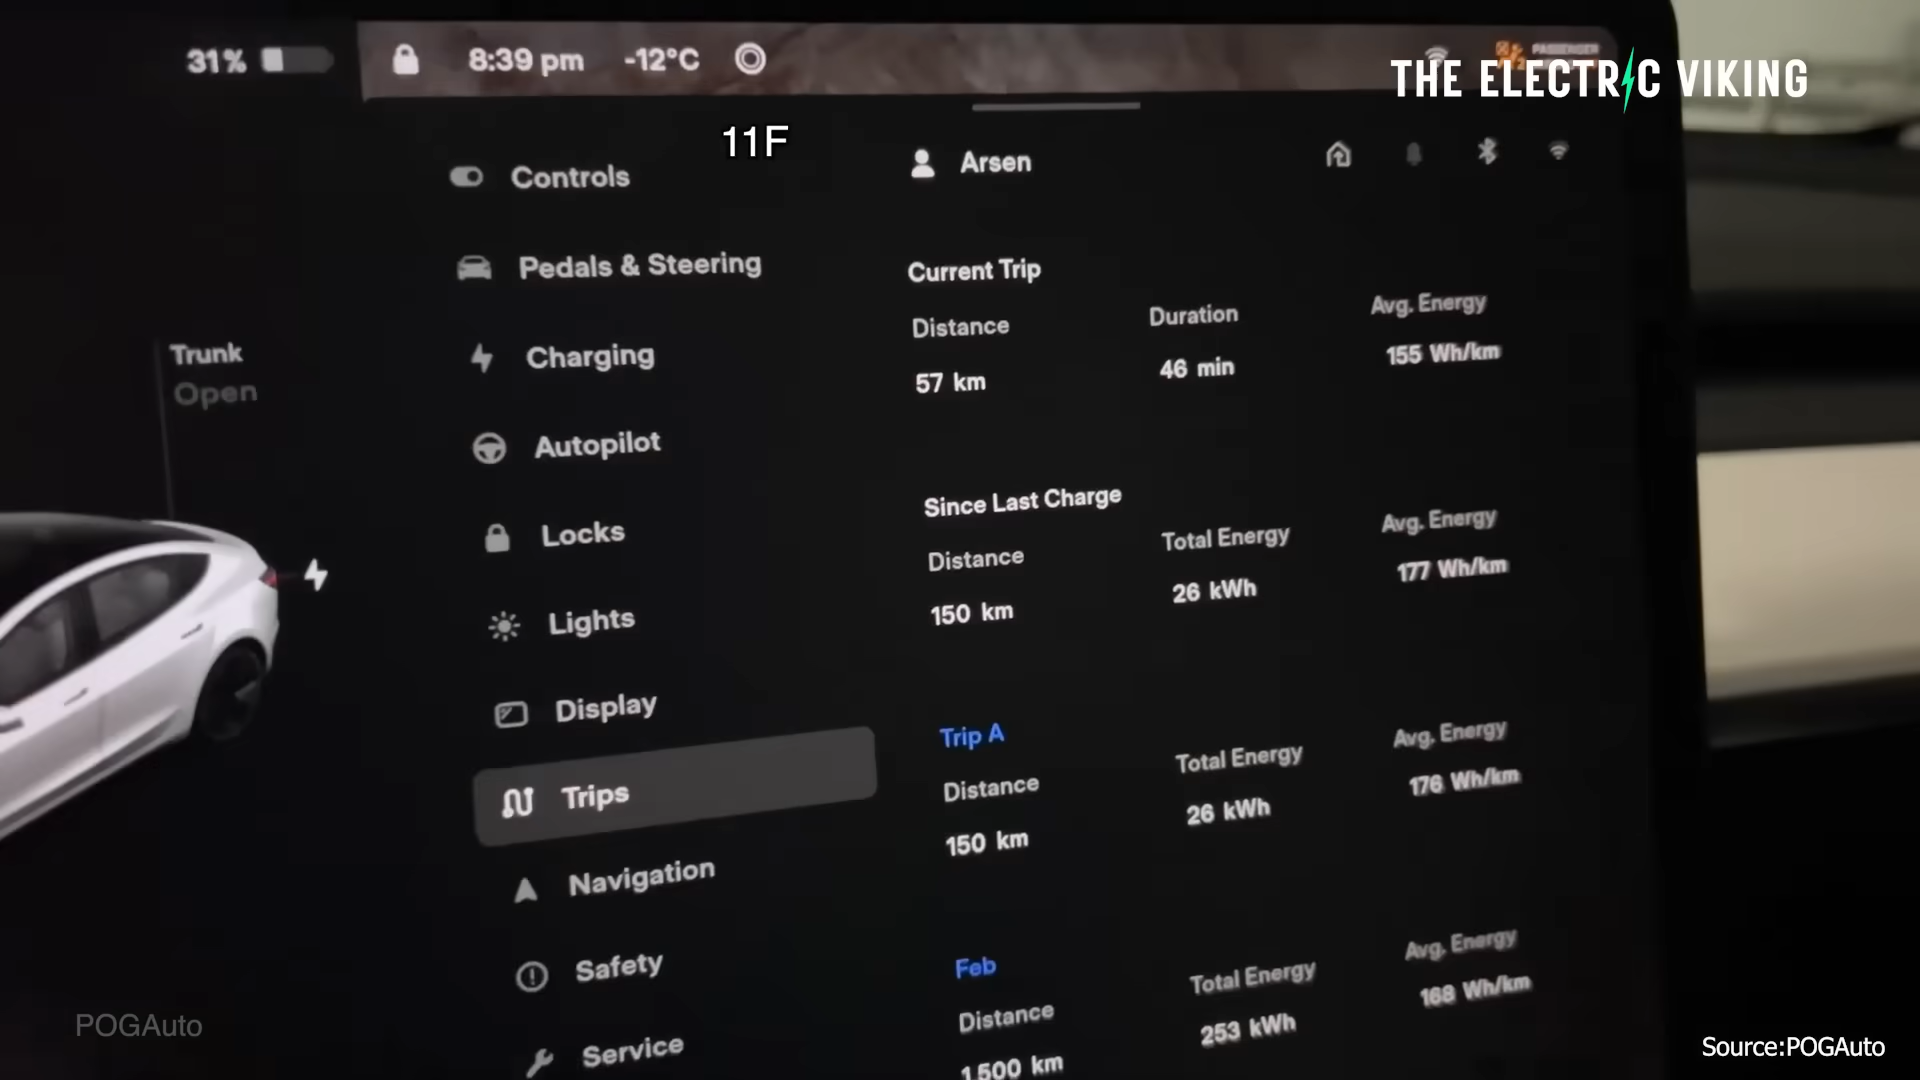 31%
8:39 pm
-12°C
PASSENGER
THE ELECTRIC VIKING
11F
Controls
Pedals & Steering
Charging
Autopilot
Locks
Lights
Display
Trips
Navigation
Safety
Service
Trunk
Open
Arsen
Current Trip
Distance
Duration
Avg. Energy
57 km
46 min
155 Wh/km
Since Last Charge
Distance
Total Energy
Avg. Energy
150 km
26 kWh
177 Wh/km
Trip A
Distance
Total Energy
Avg. Energy
150 km
26 kWh
176 Wh/km
Feb
Distance
Total Energy
Avg. Energy
1,500 km
253 kWh
168 Wh/km
POGAuto
Source:POGAuto